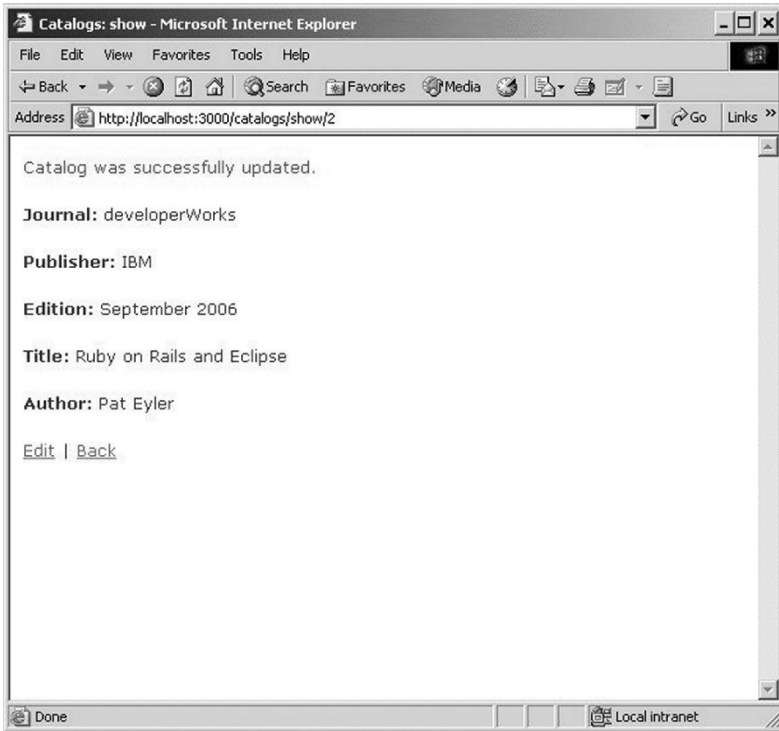 Catalogs: show - Microsoft Internet Explorer
File Edit View Favorites Tools Help
Back Search Favorites Media
Address http://localhost:3000/catalogs/show/2 Go Links »
Catalog was successfully updated.
Journal: developerWorks
Publisher: IBM
Edition: September 2006
Title: Ruby on Rails and Eclipse
Author: Pat Eyler
Edit | Back
Done Local intranet